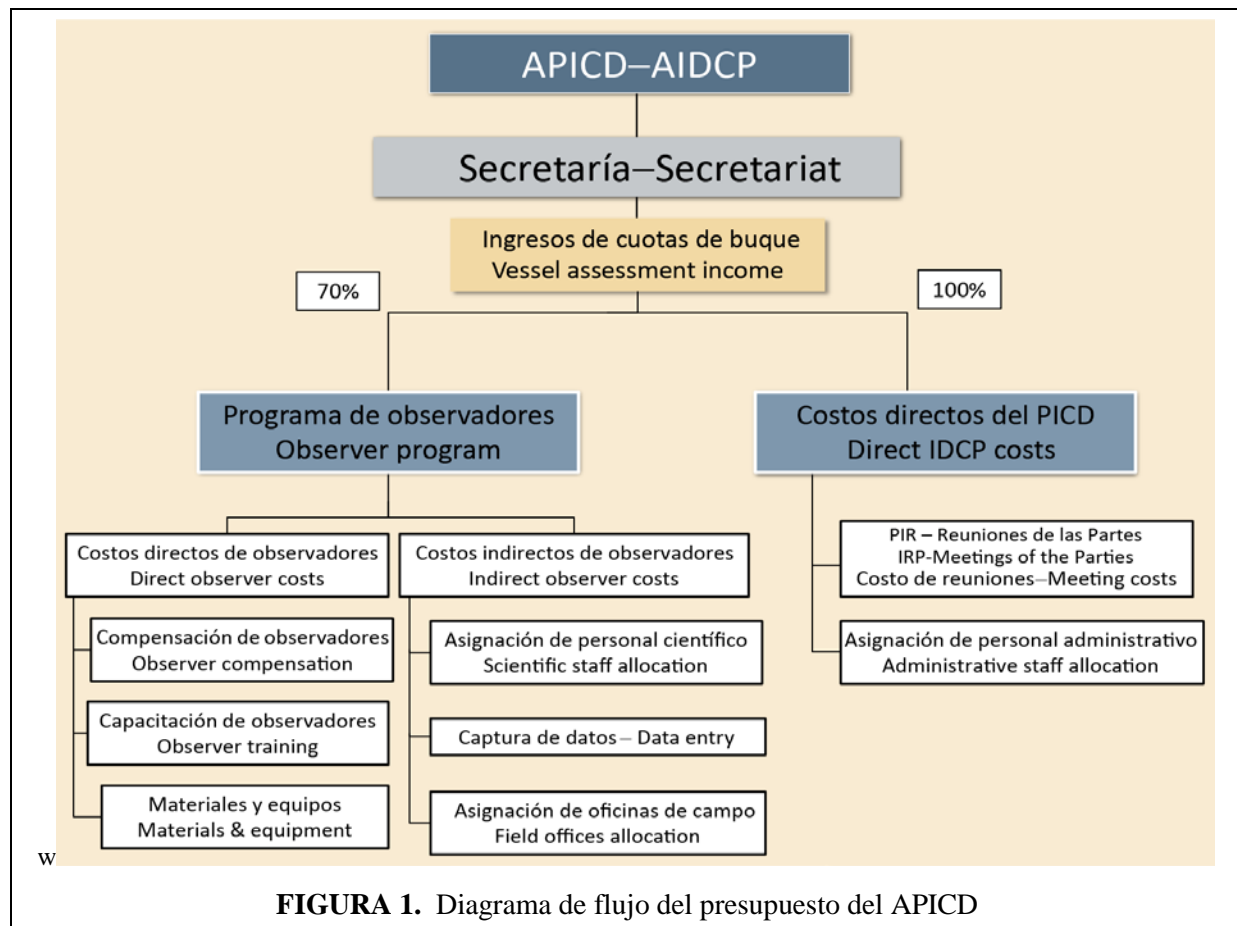 APICD–AIDCP
Secretaría–Secretariat
Ingresos de cuotas de buque
Vessel assessment income
70%
100%
Programa de observadores
Observer program
Costos directos del PICD
Direct IDCP costs
Costos directos de observadores
Direct observer costs
Compensación de observadores
Observer compensation
Capacitación de observadores
Observer training
Materiales y equipos
Materials & equipment
Costos indirectos de observadores
Indirect observer costs
Asignación de personal científico
Scientific staff allocation
Captura de datos – Data entry
Asignación de oficinas de campo
Field offices allocation
PIR – Reuniones de las Partes
IRP-Meetings of the Parties
Costo de reuniones–Meeting costs
Asignación de personal administrativo
Administrative staff allocation
w
FIGURA 1. Diagrama de flujo del presupuesto del APICD